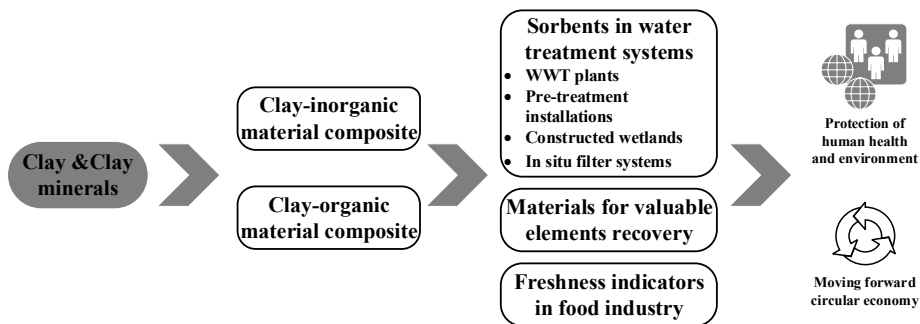 Clay &Clay
minerals
Clay-inorganic
material composite
Clay-organic
material composite
Sorbents in water
treatment systems
• WWT plants
• Pre-treatment
installations
• Constructed wetlands
• In situ filter systems
Materials for valuable
elements recovery
Freshness indicators
in food industry
Protection of
human health
and environment
Moving forward
circular economy